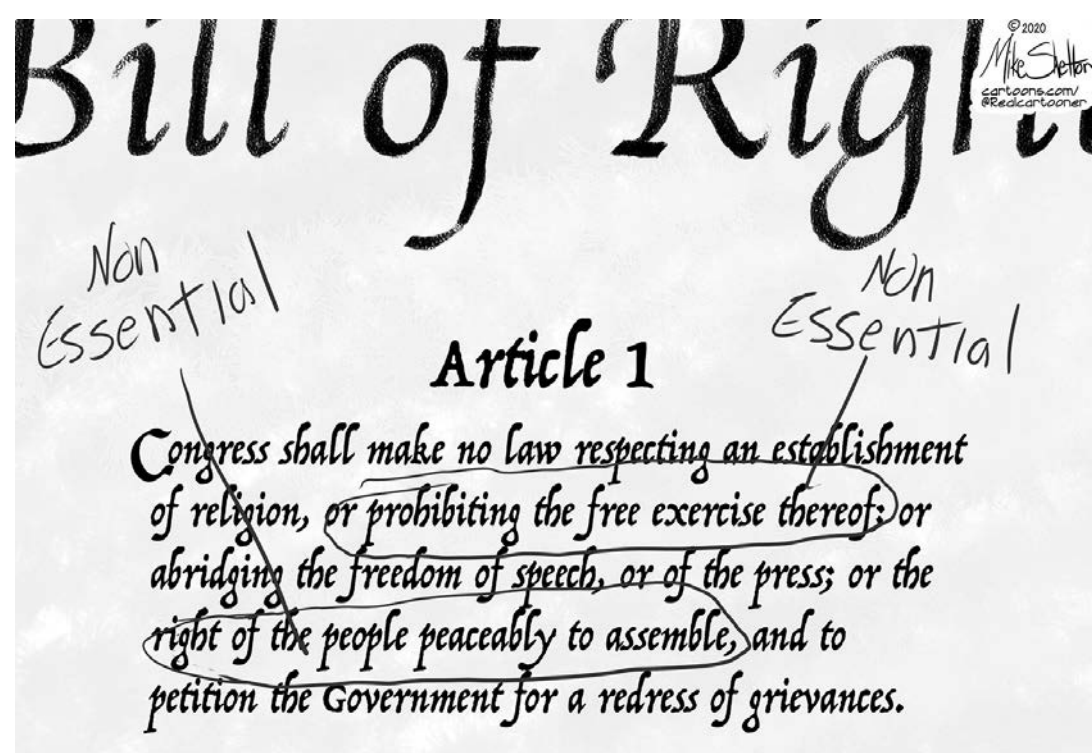 Bill of Right
© 2020
Mike Shelton
cartoons.com/
@Realcartooner
Non
Essential
Non
Essential
Article 1
Congress shall make no law respecting an establishment
of religion, or prohibiting the free exercise thereof; or
abridging the freedom of speech, or of the press; or the
right of the people peaceably to assemble, and to
petition the Government for a redress of grievances.